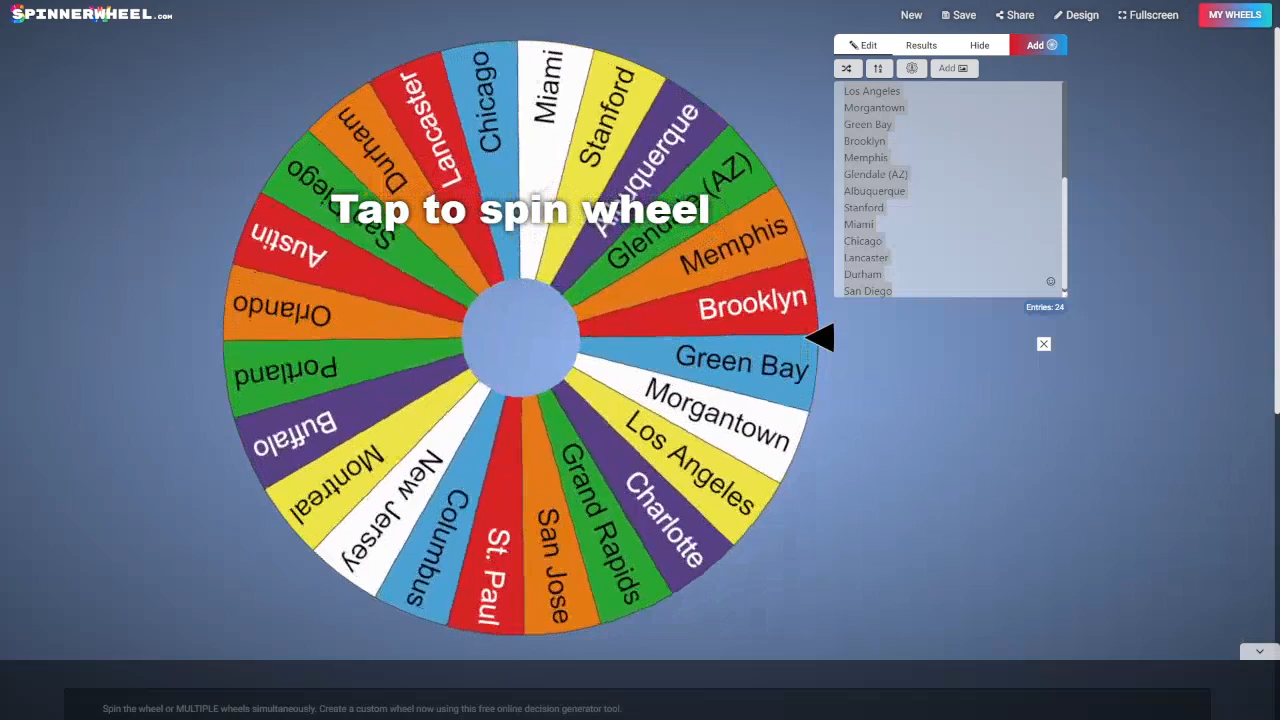 SPINNERWHEEL.COM
New
Save
Share
Design
Fullscreen
MY WHEELS
Edit
Results
Hide
Add
Add
Los Angeles
Morgantown
Green Bay
Brooklyn
Memphis
Glendale (AZ)
Albuquerque
Stanford
Miami
Chicago
Lancaster
Durham
San Diego
Entries: 24
Tap to spin wheel
Miami
Stanford
Albuquerque
Glendale (AZ)
Memphis
Brooklyn
Green Bay
Morgantown
Los Angeles
Charlotte
Grand Rapids
San Jose
St. Paul
Columbus
New Jersey
Montreal
Buffalo
Portland
Orlando
Austin
San Diego
Durham
Lancaster
Chicago
Spin the wheel or MULTIPLE wheels simultaneously. Create a custom wheel now using this free online decision generator tool.